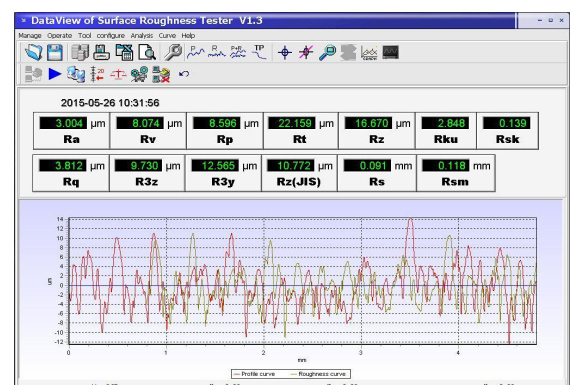 DataView of Surface Roughness Tester V1.3
Manage Operate Tool configure Analysis Curve Help
P R P+R TP
2015-05-26 10:31:56
3.004 µm 8.074 µm 8.596 µm 22.159 µm 16.670 µm 2.848 0.139
Ra Rv Rp Rt Rz Rku Rsk
3.812 µm 9.730 µm 12.565 µm 10.772 µm 0.091 mm 0.118 mm
Rq R3z R3y Rz(JIS) Rs Rsm
14
12
10
8
6
4
2
0
-2
-4
-6
-8
-10
-12
um
0 1 2 3 4
mm
Profile curve Roughness curve